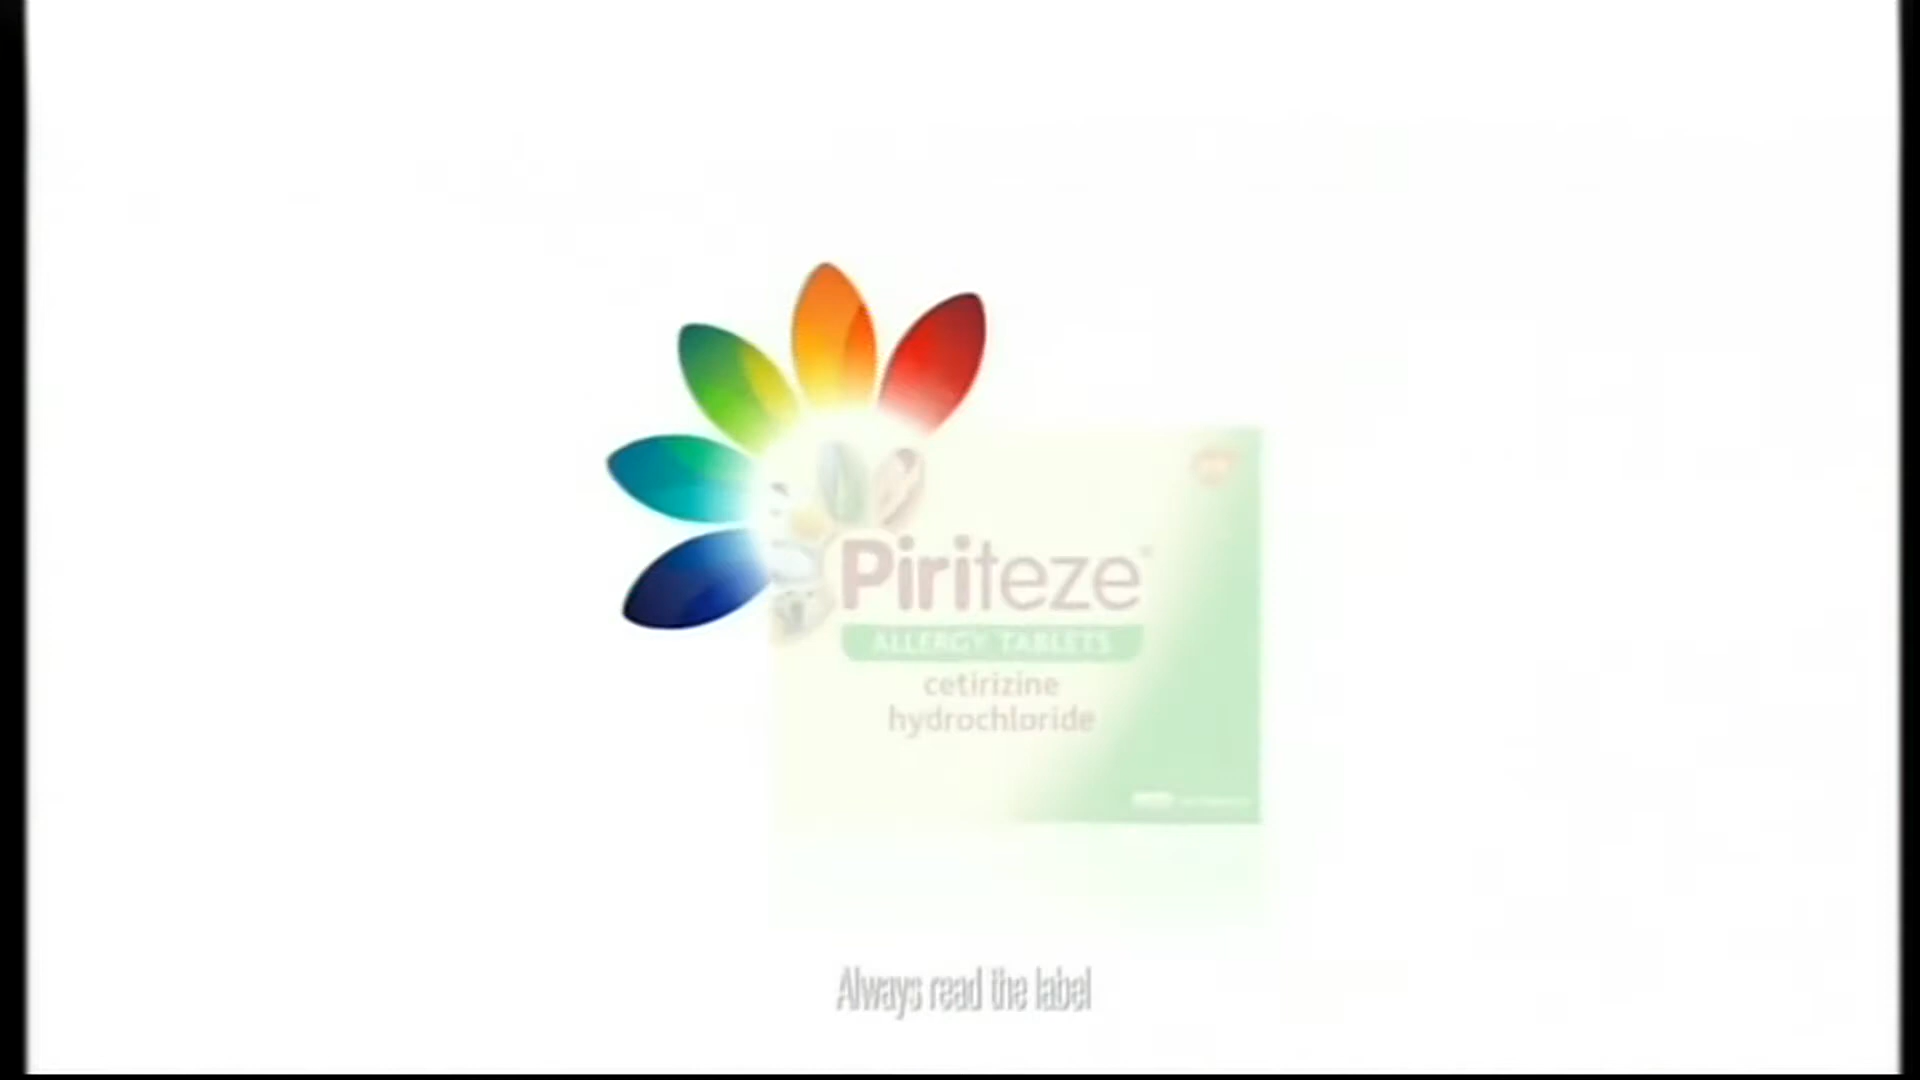 Piriteze
ALLERGY TABLETS
cetirizine
hydrochloride
Always read the label